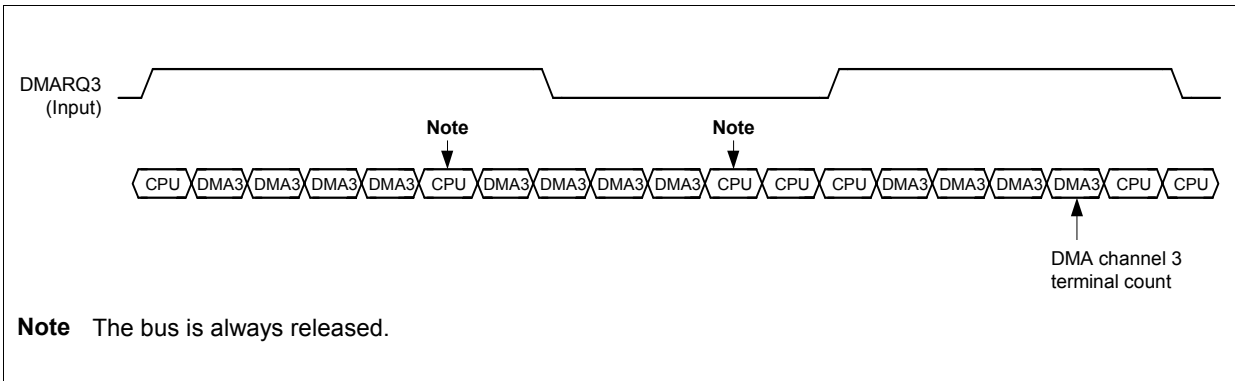 DMARQ3
(Input)
Note Note
CPU DMA3 DMA3 DMA3 DMA3 CPU DMA3 DMA3 DMA3 DMA3 CPU CPU CPU DMA3 DMA3 DMA3 DMA3 CPU CPU
DMA channel 3
terminal count
Note The bus is always released.